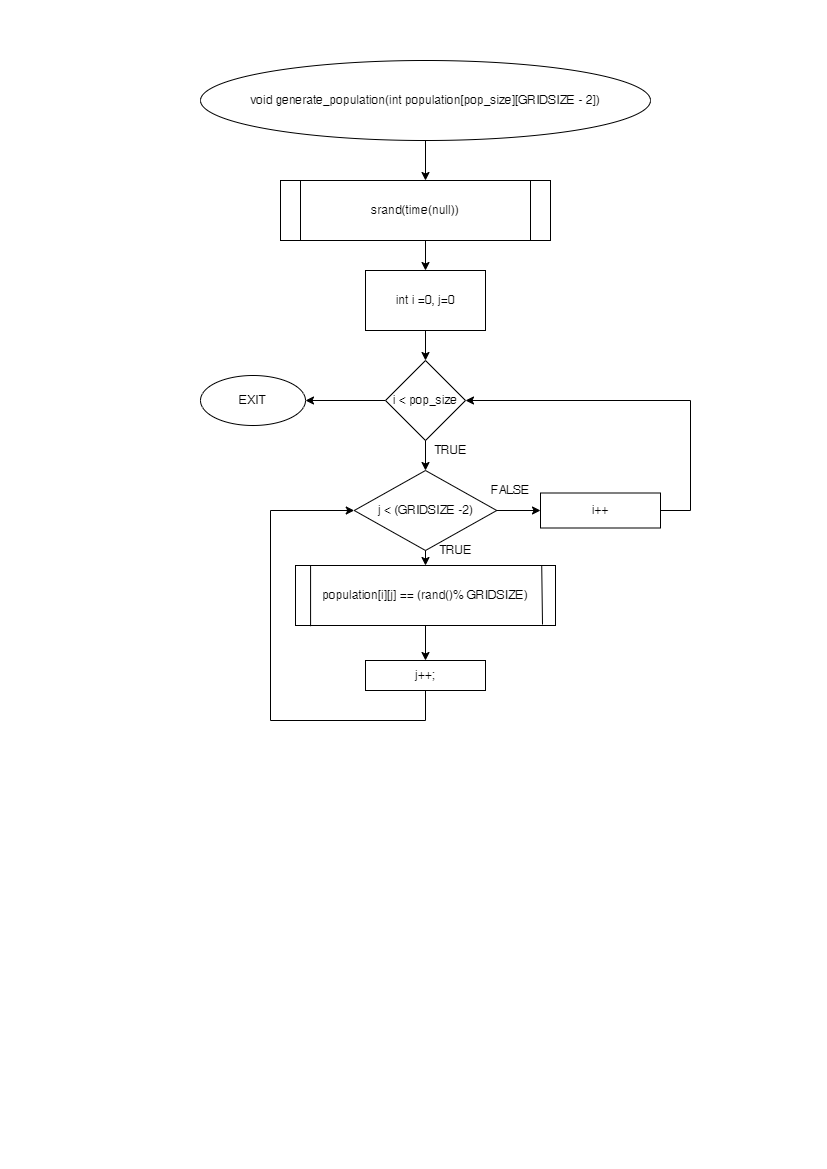 void generate_population(int population[pop_size][GRIDSIZE - 2])
srand(time(null))
int i =0, j=0
EXIT
i < pop_size
TRUE
FALSE
j < (GRIDSIZE -2)
i++
TRUE
population[i][j] == (rand()% GRIDSIZE)
j++;